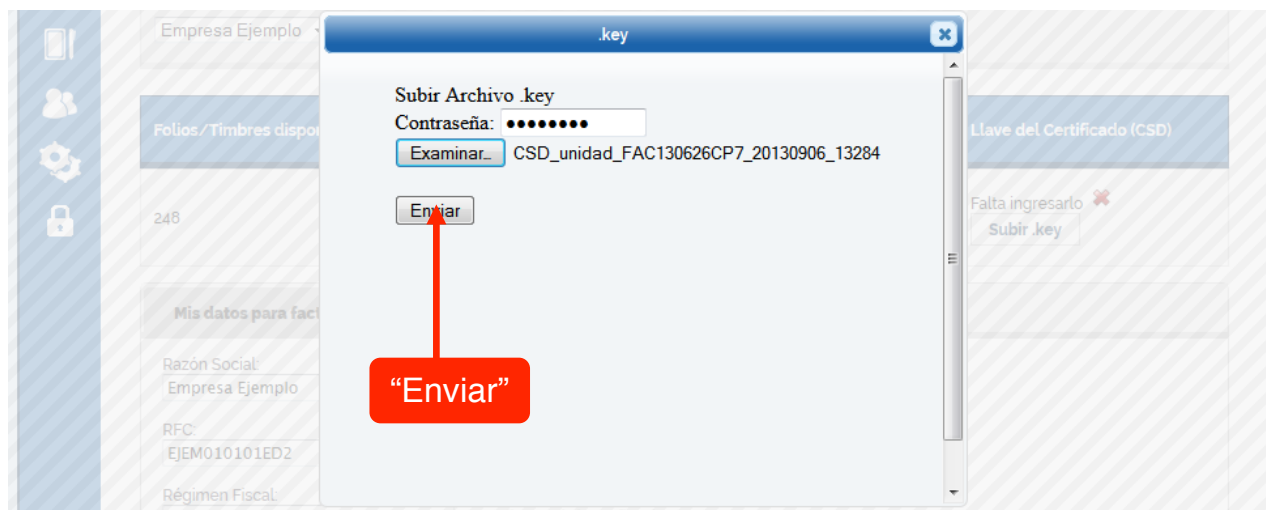 Empresa Ejemplo
.key
Subir Archivo .key
Contraseña: ••••••••
Examinar... CSD_unidad_FAC130626CP7_20130906_13284
Enviar
“Enviar”
Folios/Timbres dispon
Llave del Certificado (CSD)
248
Falta ingresarlo
Subir .key
Mis datos para fact
Razón Social:
Empresa Ejemplo
RFC:
EJEM010101ED2
Régimen Fiscal: